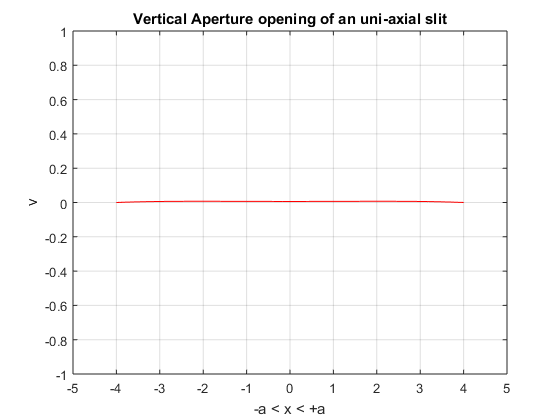 Vertical Aperture opening of an uni-axial slit
1
0.8
0.6
0.4
0.2
0
-0.2
-0.4
-0.6
-0.8
-1
v
-5 -4 -3 -2 -1 0 1 2 3 4 5
-a < x < +a